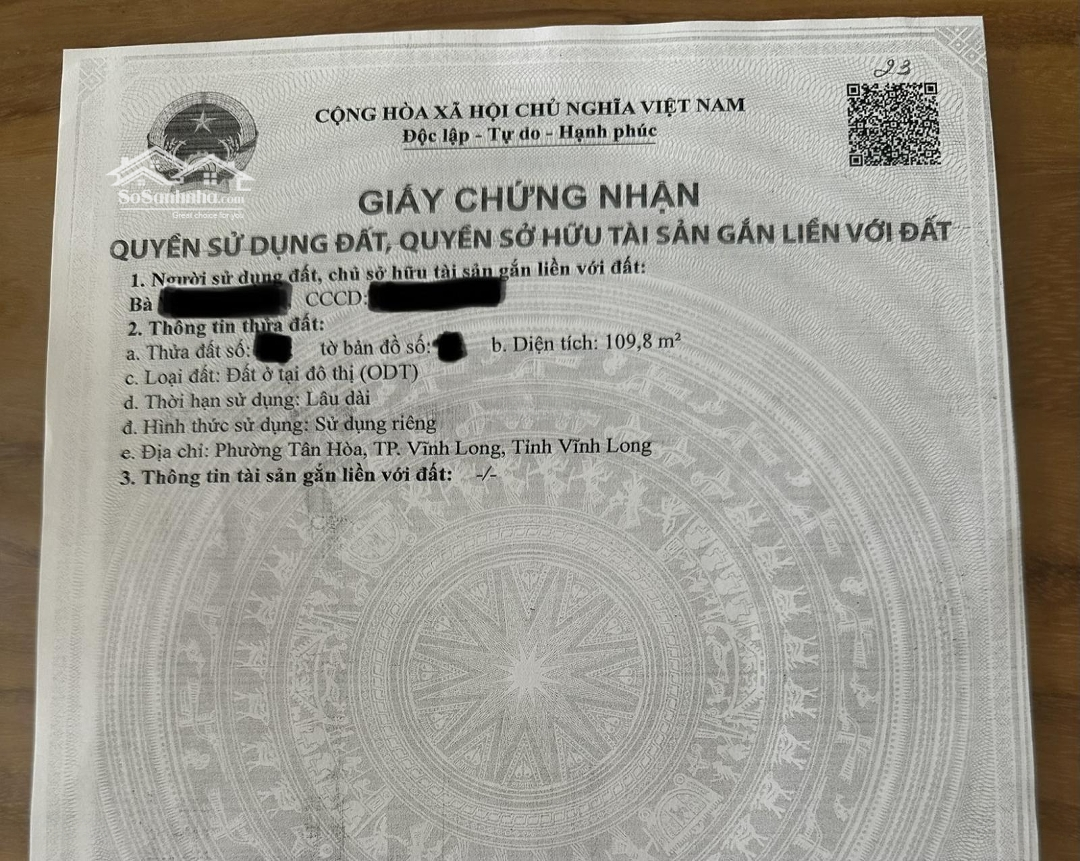 23
CỘNG HÒA XÃ HỘI CHỦ NGHĨA VIỆT NAM
Độc lập - Tự do - Hạnh phúc
SoSanhnha.com
Great choice for you
GIẤY CHỨNG NHẬN
QUYỀN SỬ DỤNG ĐẤT, QUYỀN SỞ HỮU TÀI SẢN GẮN LIỀN VỚI ĐẤT
1. Người sử dụng đất, chủ sở hữu tài sản gắn liền với đất:
Bà CCCD:
2. Thông tin thửa đất:
a. Thửa đất số: tờ bản đồ số: b. Diện tích: 109,8 m²
c. Loại đất: Đất ở tại đô thị (ODT)
d. Thời hạn sử dụng: Lâu dài
đ. Hình thức sử dụng: Sử dụng riêng
e. Địa chỉ: Phường Tân Hòa, TP. Vĩnh Long, Tỉnh Vĩnh Long
3. Thông tin tài sản gắn liền với đất: -/-